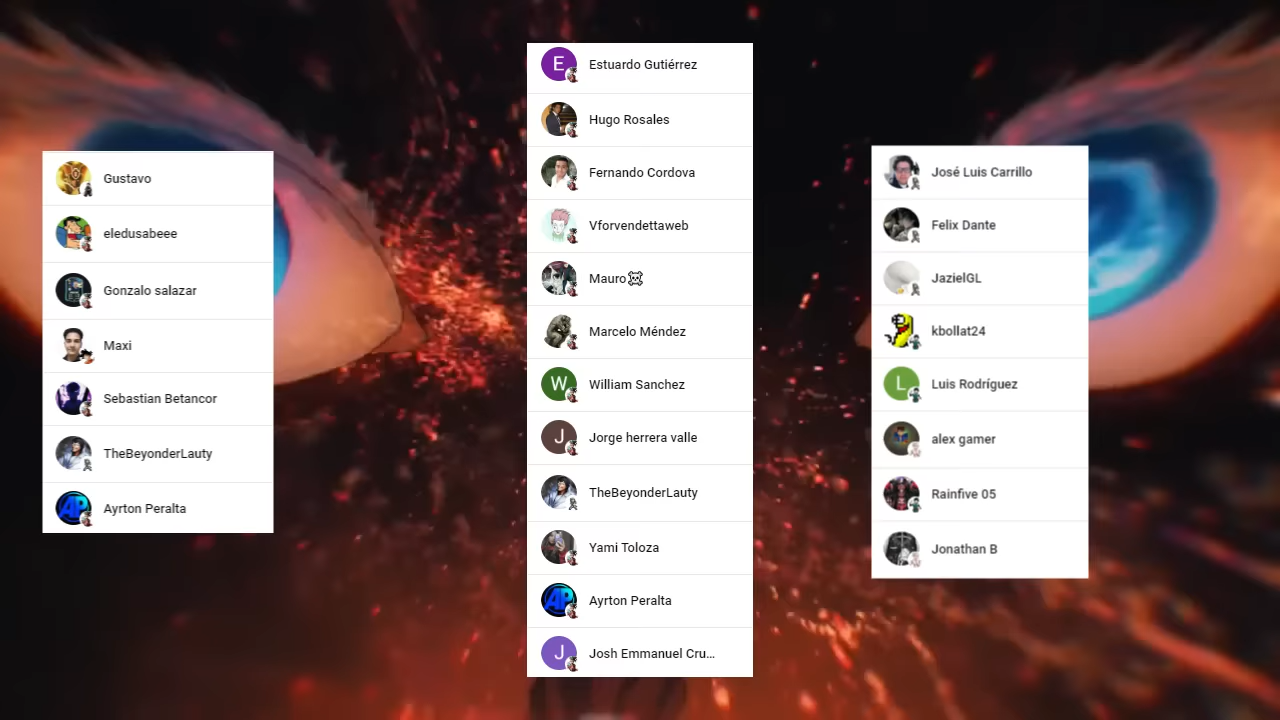 Gustavo
eledusabeee
Gonzalo salazar
Maxi
Sebastian Betancor
TheBeyonderLauty
AP
Ayrton Peralta
E
Estuardo Gutiérrez
Hugo Rosales
Fernando Cordova
Vforvendettaweb
Mauro☠
Marcelo Méndez
W
William Sanchez
J
Jorge herrera valle
TheBeyonderLauty
Yami Toloza
AP
Ayrton Peralta
J
Josh Emmanuel Cru...
José Luis Carrillo
Felix Dante
JazielGL
kbollat24
L
Luis Rodríguez
alex gamer
Rainfive 05
Jonathan B